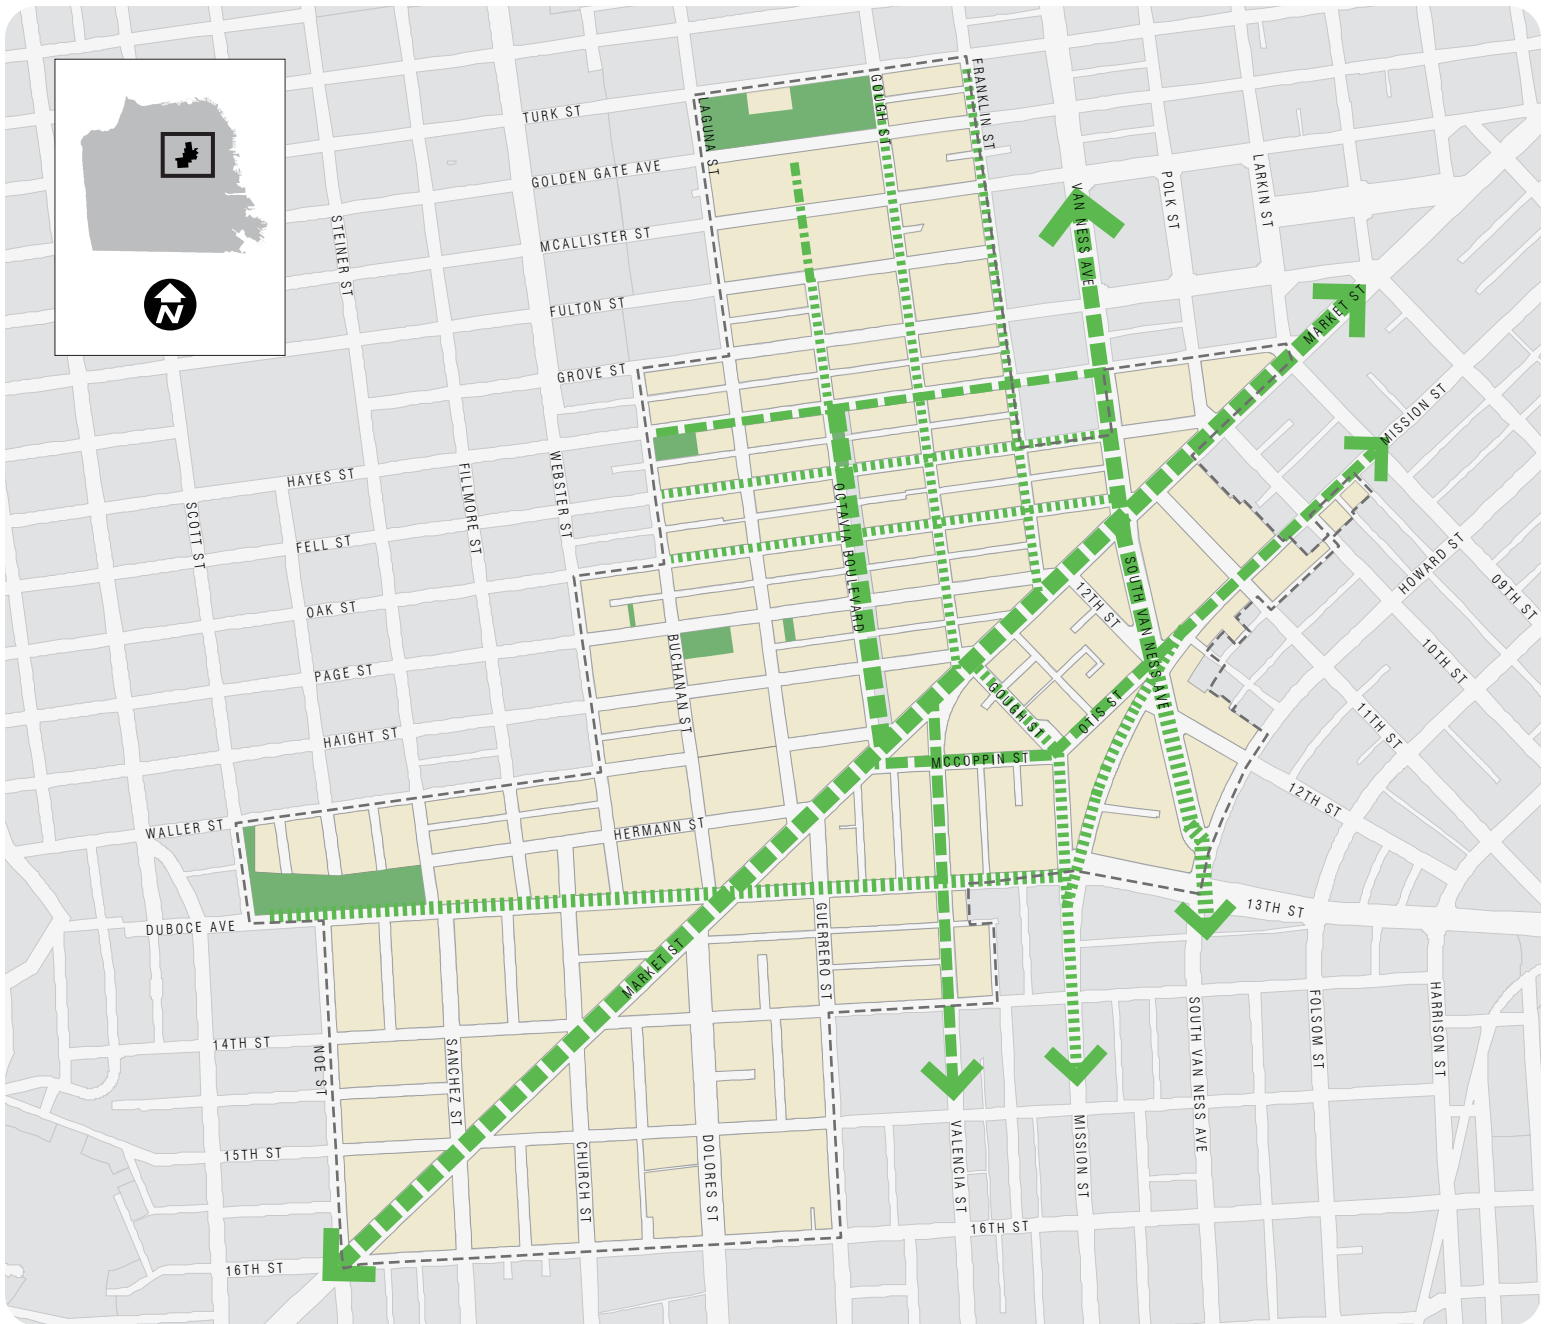 TURK ST
LAGUNA ST
GOUGH ST
FRANKLIN ST
GOLDEN GATE AVE
VAN NESS AVE
POLK ST
LARKIN ST
STEINER ST
MCALLISTER ST
FULTON ST
N
MARKET ST
GROVE ST
MISSION ST
HAYES ST
FILLMORE ST
WEBSTER ST
SCOTT ST
FELL ST
OCTAVIA BOULEVARD
HOWARD ST
09TH ST
OAK ST
12TH ST
SOUTH VAN NESS AVE
BUCHANAN ST
PAGE ST
10TH ST
GOUGH ST
OTIS ST
11TH ST
HAIGHT ST
MCCOPPIN ST
12TH ST
WALLER ST
HERMANN ST
DUBOCE AVE
GUERRERO ST
13TH ST
MARKET ST
14TH ST
NOE ST
SANCHEZ ST
SOUTH VAN NESS AVE
FOLSOM ST
HARRISON ST
15TH ST
CHURCH ST
DOLORES ST
VALENCIA ST
MISSION ST
16TH ST
16TH ST